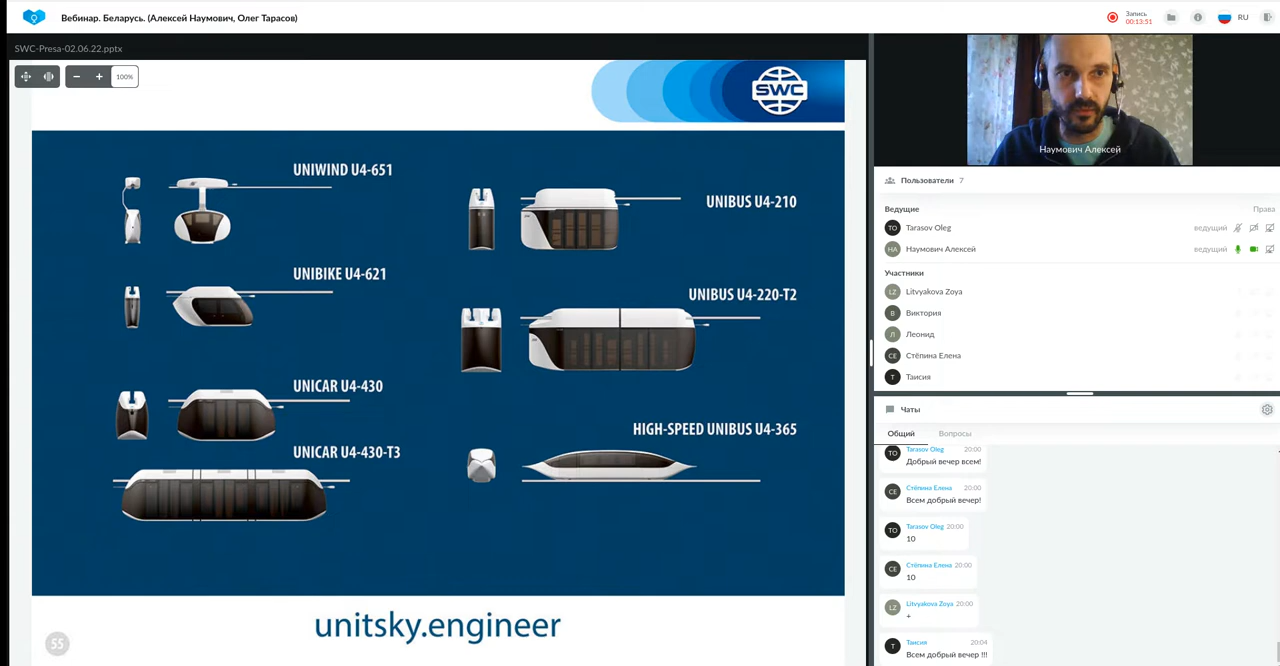 Вебинар. Беларусь. (Алексей Наумович, Олег Тарасов)
Запись
00:13:51
RU
SWC-Presa-02.06.22.pptx
100%
SWC
UNIWIND U4-651
UNIBUS U4-210
UNIBIKE U4-621
UNIBUS U4-220-T2
UNICAR U4-430
HIGH-SPEED UNIBUS U4-365
UNICAR U4-430-T3
unitsky.engineer
55
Наумович Алексей
Пользователи 7
Ведущие Права
TO Tarasov Oleg ведущий
НА Наумович Алексей ведущий
Участники
LZ Litvyakova Zoya
В Виктория
Л Леонид
СЕ Стёпина Елена
Т Таисия
Чаты
Общий Вопросы
TO Tarasov Oleg 20:00
Добрый вечер всем!
СЕ Стёпина Елена 20:00
Всем добрый вечер!
TO Tarasov Oleg 20:00
10
СЕ Стёпина Елена 20:00
10
LZ Litvyakova Zoya 20:00
+
Т Таисия 20:04
Всем добрый вечер !!!